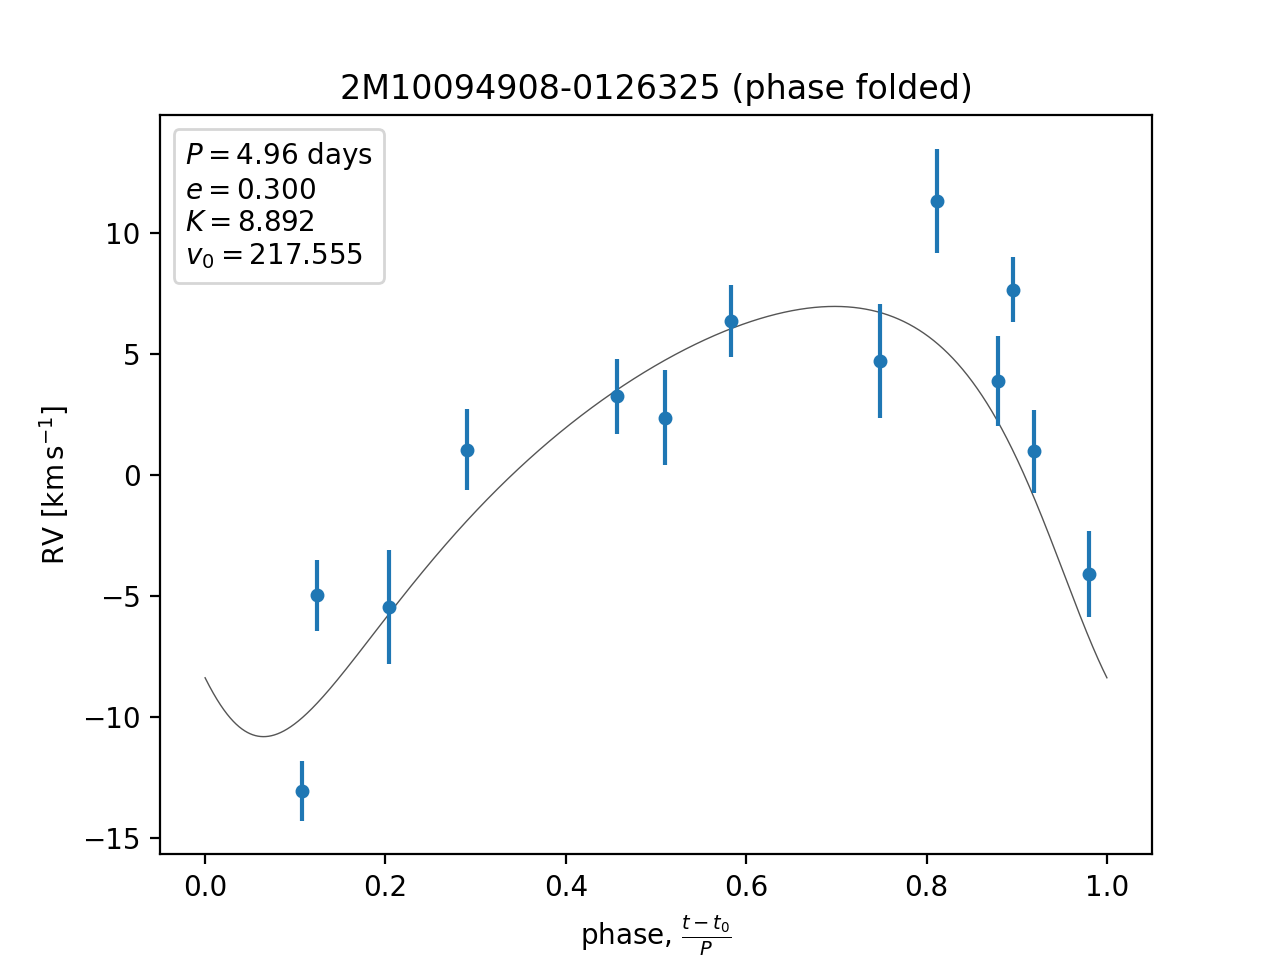 2M10094908-0126325 (phase folded)
P = 4.96 days
e = 0.300
K = 8.892
v₀ = 217.555
10
5
0
−5
−10
−15
RV [km s⁻¹]
0.0 0.2 0.4 0.6 0.8 1.0
phase, (t − t₀)/P